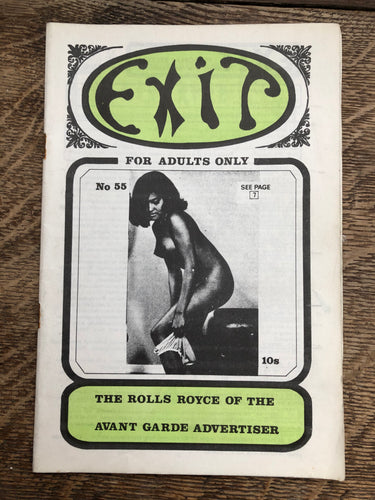 EXiT
FOR ADULTS ONLY
No 55
SEE PAGE
7
10s
THE ROLLS ROYCE OF THE
AVANT GARDE ADVERTISER